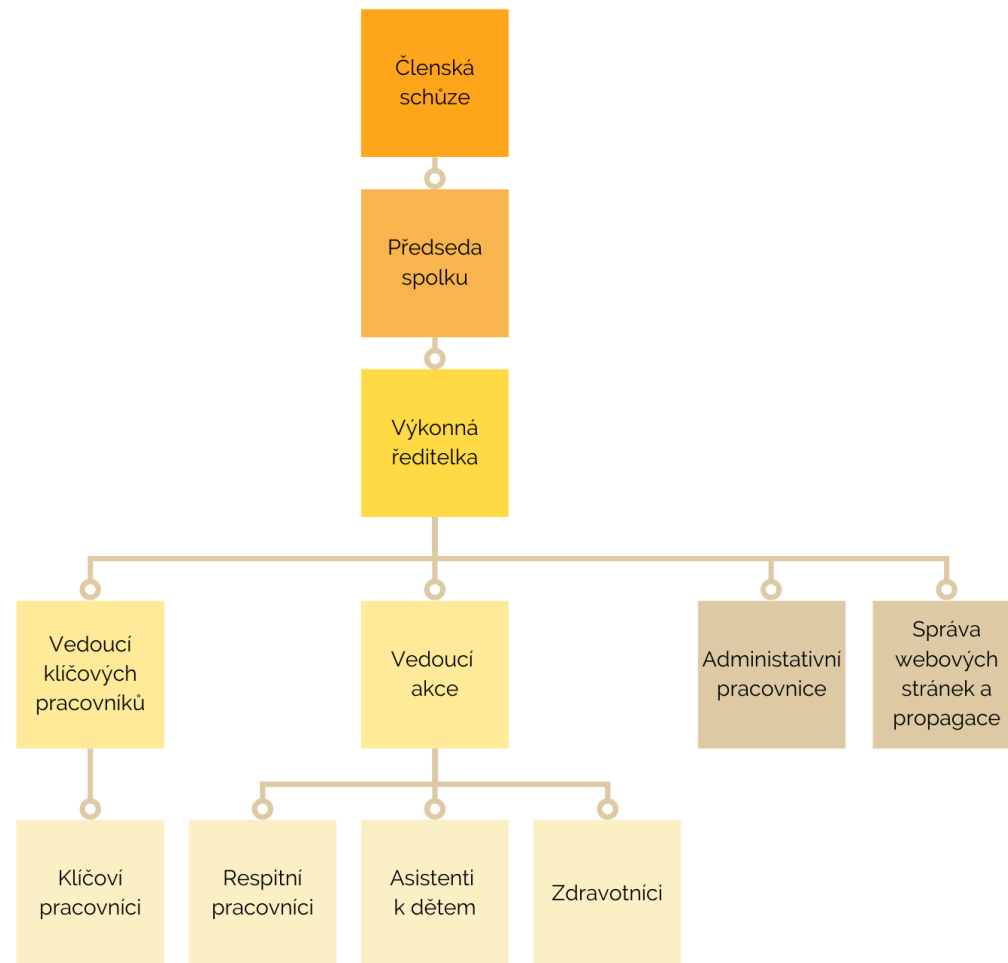 Členská
schůze
Předseda
spolku
Výkonná
ředitelka
Vedoucí
klíčových
pracovníků
Vedoucí
akce
Administativní
pracovnice
Správa
webových
stránek a
propagace
Klíčoví
pracovníci
Respitní
pracovníci
Asistenti
k dětem
Zdravotníci